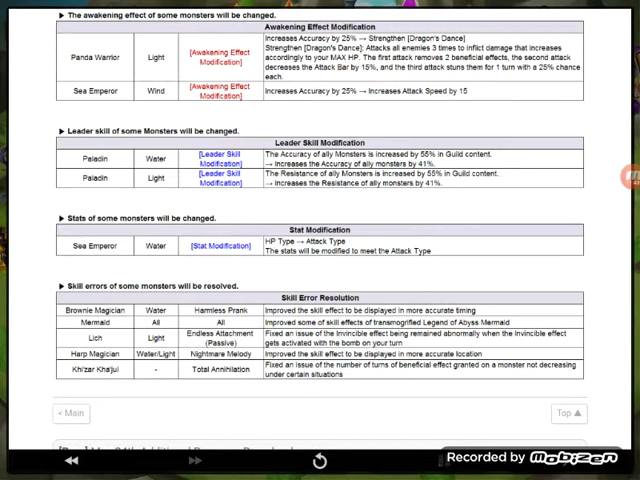 ▶ The awakening effect of some monsters will be changed.
Awakening Effect Modification
Panda Warrior Light [Awakening Effect Modification] Increases Accuracy by 25% → Strengthen [Dragon's Dance]
Strengthen [Dragon's Dance]: Attacks all enemies 3 times to inflict damage that increases
accordingly to your MAX HP. The first attack removes 2 beneficial effects, the second attack
decreases the Attack Bar by 15%, and the third attack stuns them for 1 turn with a 25% chance
each.
Sea Emperor Wind [Awakening Effect Modification] Increases Accuracy by 25% → Increases Attack Speed by 15
▶ Leader skill of some Monsters will be changed.
Leader Skill Modification
Paladin Water [Leader Skill Modification] The Accuracy of ally Monsters is increased by 55% in Guild content.
→ Increases the Accuracy of ally monsters by 41%.
Paladin Light [Leader Skill Modification] The Resistance of ally Monsters is increased by 55% in Guild content.
→ Increases the Resistance of ally monsters by 41%.
▶ Stats of some monsters will be changed.
Stat Modification
Sea Emperor Water [Stat Modification] HP Type → Attack Type
The stats will be modified to meet the Attack Type
▶ Skill errors of some monsters will be resolved.
Skill Error Resolution
Brownie Magician Water Harmless Prank Improved the skill effect to be displayed in more accurate timing
Mermaid All All Improved some of skill effects of transmogrified Legend of Abyss Mermaid
Lich Light Endless Attachment (Passive) Fixed an issue of the Invincible effect being remained abnormally when the Invincible effect
gets activated with the bomb on your turn
Harp Magician Water/Light Nightmare Melody Improved the skill effect to be displayed in more accurate location
Khi'zar Kha'jul - Total Annihilation Fixed an issue of the number of turns of beneficial effect granted on a monster not decreasing
under certain situations
< Main
Top ▲
Recorded by mobizen